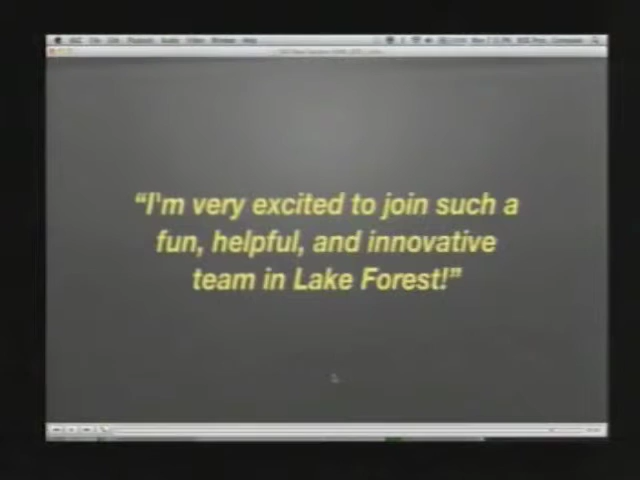 “I'm very excited to join such a
fun, helpful, and innovative
team in Lake Forest!”